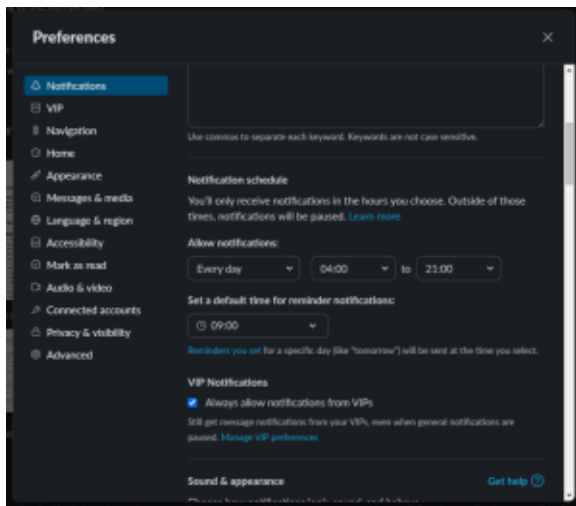 Preferences
Notifications
VIP
Navigation
Home
Appearance
Messages & media
Language & region
Accessibility
Mark as read
Audio & video
Connected accounts
Privacy & visibility
Advanced
Use commas to separate each keyword. Keywords are not case sensitive.
Notification schedule
You'll only receive notifications in the hours you choose. Outside of those
times, notifications will be paused. Learn more
Allow notifications:
Every day 04:00 to 21:00
Set a default time for reminder notifications:
09:00
Reminders you set for a specific day (like "tomorrow") will be sent at the time you select.
VIP Notifications
Always allow notifications from VIPs
Still get message notifications from your VIPs, even when general notifications are
paused. Manage VIP preferences
Sound & appearance
Get help